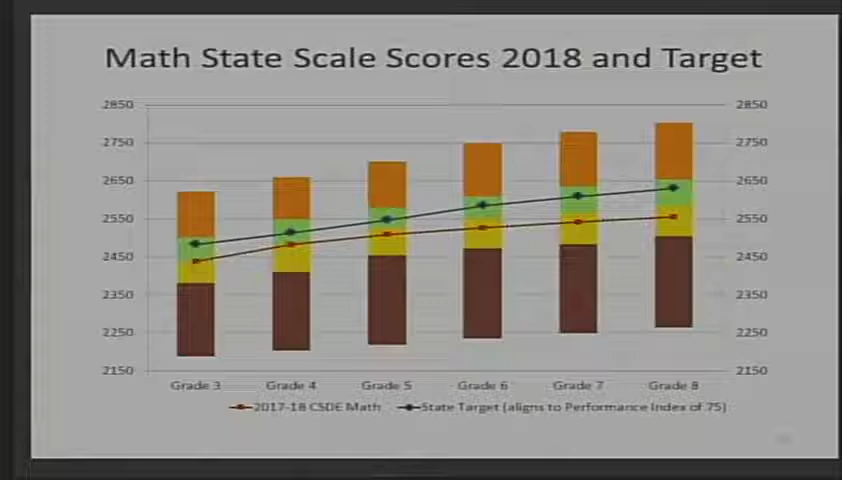 Math State Scale Scores 2018 and Target
2850 2850
2750 2750
2650 2650
2550 2550
2450 2450
2350 2350
2250 2250
2150 2150
Grade 3 Grade 4 Grade 5 Grade 6 Grade 7 Grade 8
2017-18 CSDE Math State Target (aligns to Performance Index of 75)